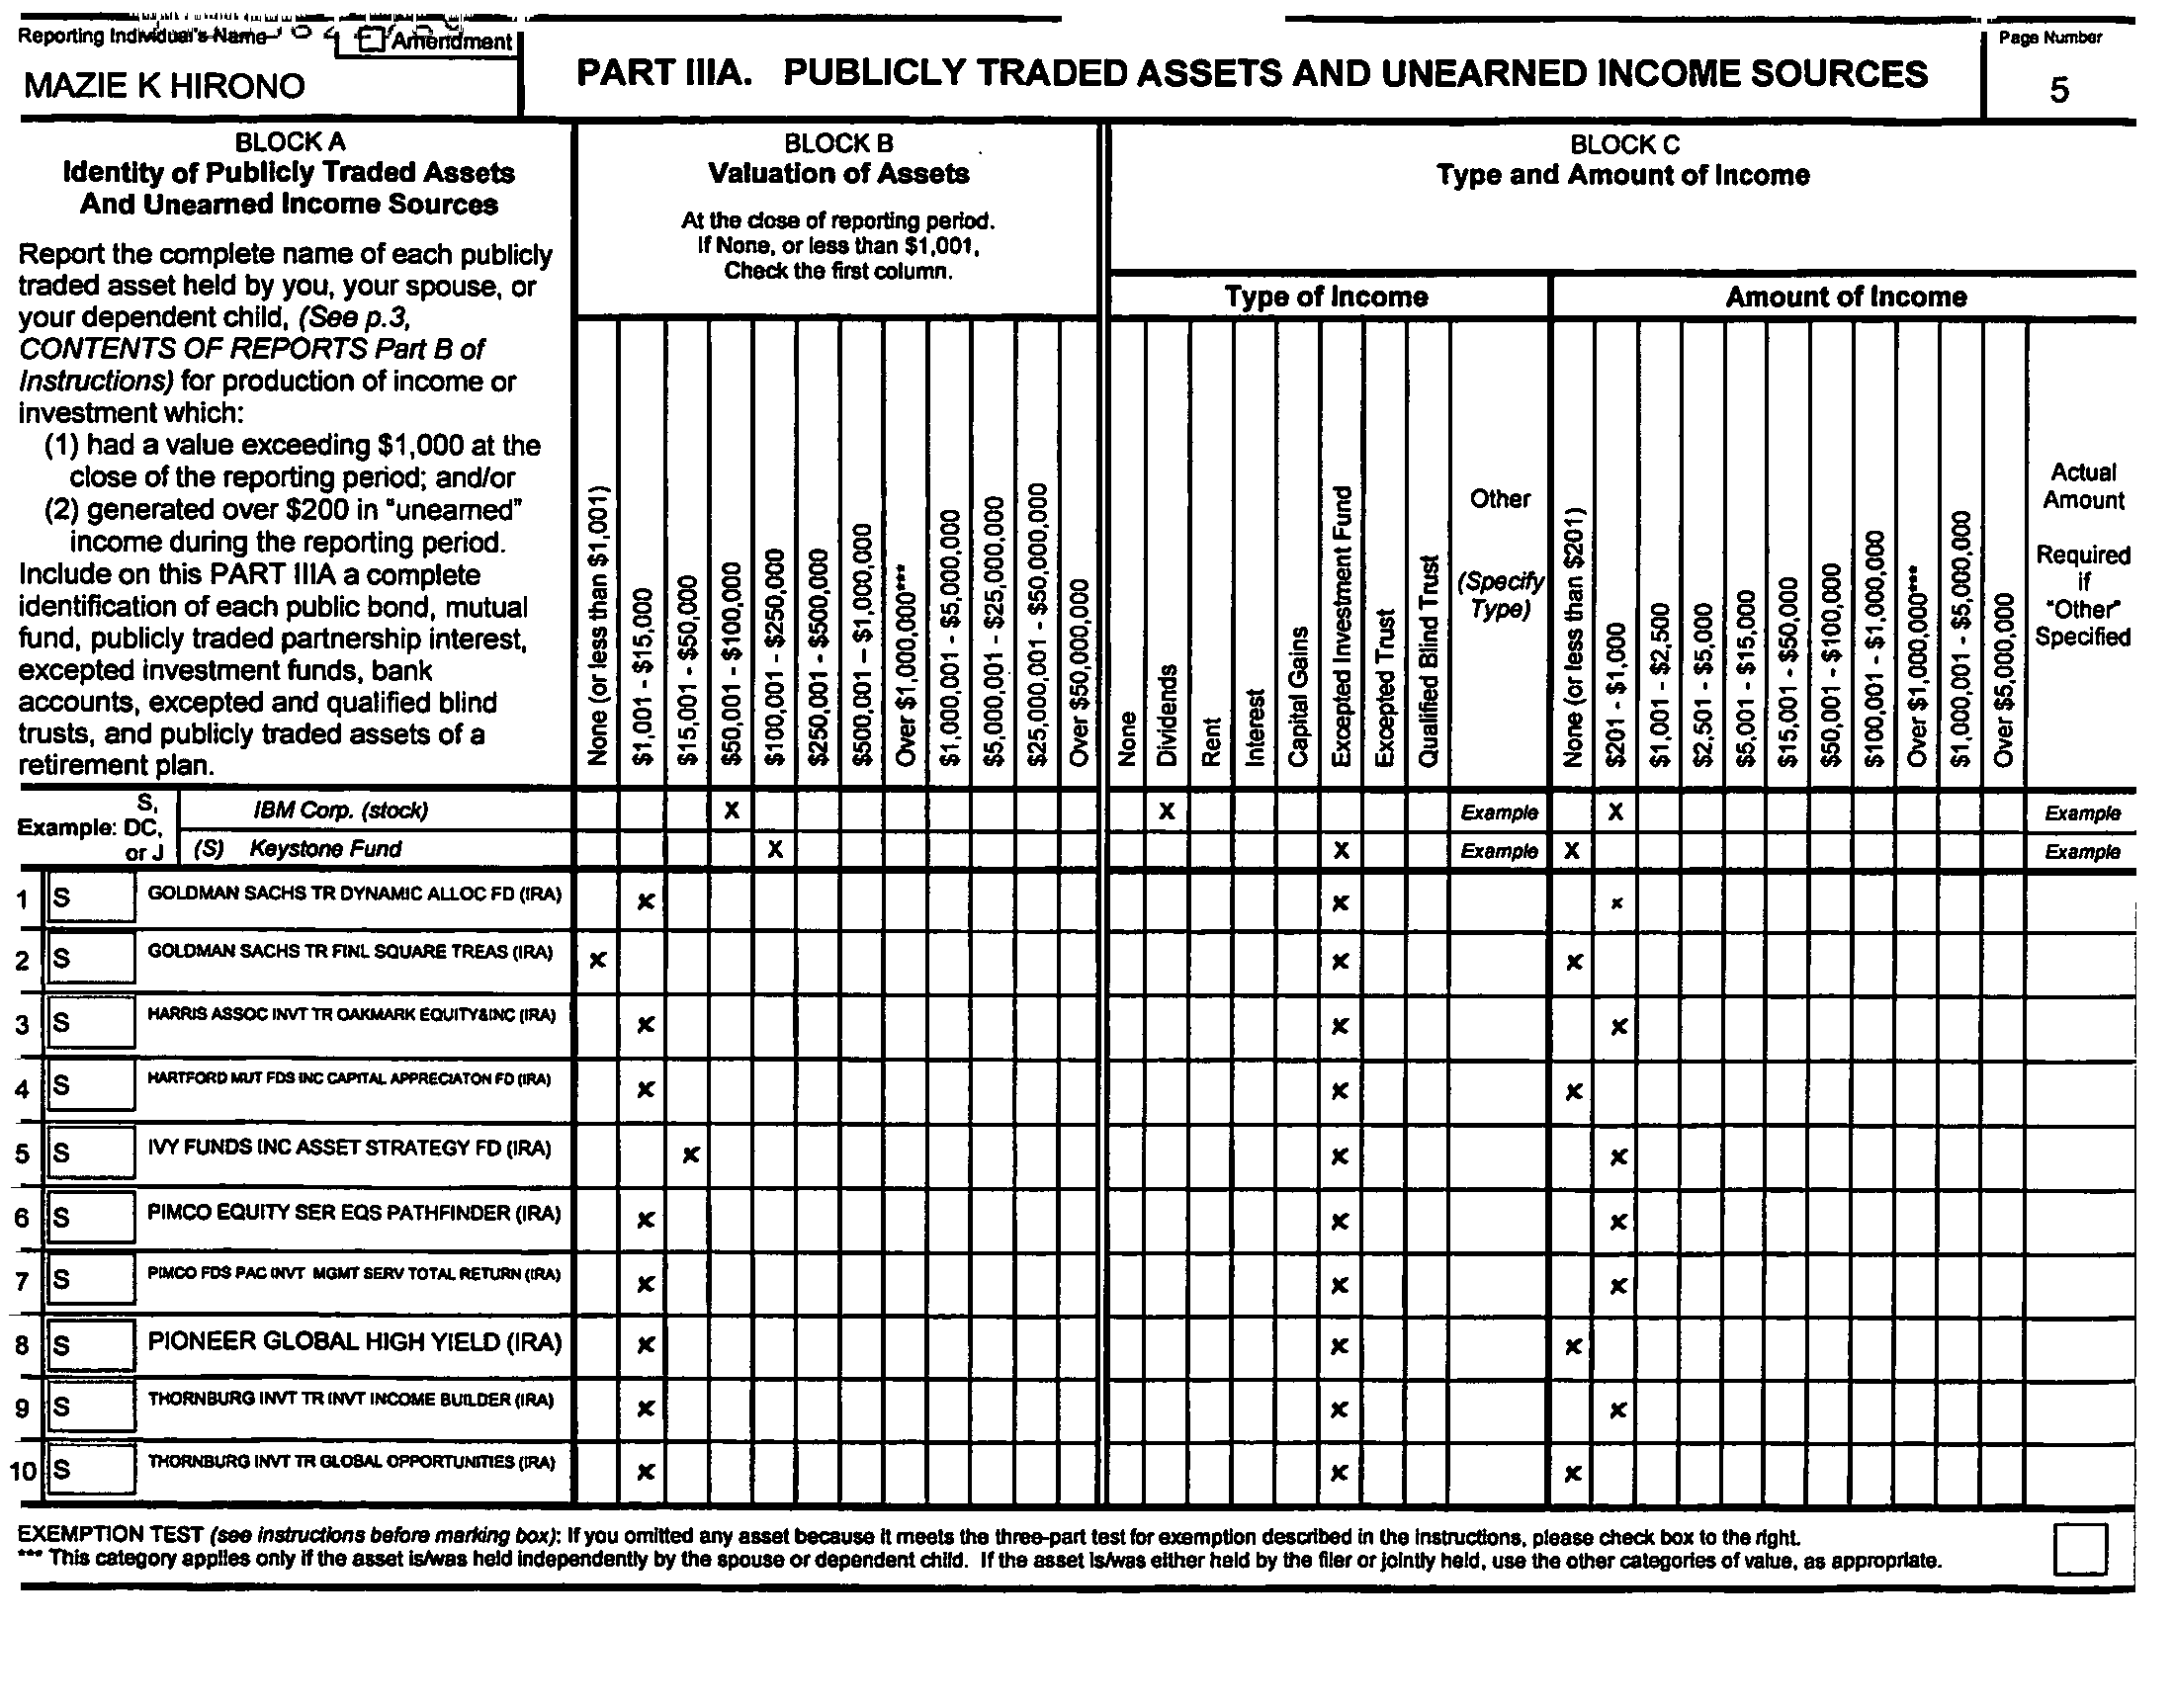 Reporting Individual's Name
Amendment
MAZIE K HIRONO
PART IIIA. PUBLICLY TRADED ASSETS AND UNEARNED INCOME SOURCES
Page Number
5
BLOCK A
Identity of Publicly Traded Assets
And Unearned Income Sources
Report the complete name of each publicly
traded asset held by you, your spouse, or
your dependent child, (See p.3,
CONTENTS OF REPORTS Part B of
Instructions) for production of income or
investment which:
(1) had a value exceeding $1,000 at the
close of the reporting period; and/or
(2) generated over $200 in "unearned"
income during the reporting period.
Include on this PART IIIA a complete
identification of each public bond, mutual
fund, publicly traded partnership interest,
excepted investment funds, bank
accounts, excepted and qualified blind
trusts, and publicly traded assets of a
retirement plan.
BLOCK B
Valuation of Assets
At the close of reporting period.
If None, or less than $1,001,
Check the first column.
None (or less than $1,001)
$1,001 - $15,000
$15,001 - $50,000
$50,001 - $100,000
$100,001 - $250,000
$250,001 - $500,000
$500,001 – $1,000,000
Over $1,000,000***
$1,000,001 - $5,000,000
$5,000,001 - $25,000,000
$25,000,001 - $50,000,000
Over $50,000,000
BLOCK C
Type and Amount of Income
Type of Income
None
Dividends
Rent
Interest
Capital Gains
Excepted Investment Fund
Excepted Trust
Qualified Blind Trust
Other
(Specify
Type)
Amount of Income
None (or less than $201)
$201 - $1,000
$1,001 - $2,500
$2,501 - $5,000
$5,001 - $15,000
$15,001 - $50,000
$50,001 - $100,000
$100,001 - $1,000,000
Over $1,000,000***
$1,000,001 - $5,000,000
Over $5,000,000
Actual
Amount
Required
if
"Other"
Specified
Example: S, DC, or J
IBM Corp. (stock) X X Example X Example
(S) Keystone Fund X X Example X Example
1 S GOLDMAN SACHS TR DYNAMIC ALLOC FD (IRA) x x x
2 S GOLDMAN SACHS TR FINL SQUARE TREAS (IRA) x x x
3 S HARRIS ASSOC INVT TR OAKMARK EQUITY&INC (IRA) x x x
4 S HARTFORD MUT FDS INC CAPITAL APPRECIATON FD (IRA) x x x
5 S IVY FUNDS INC ASSET STRATEGY FD (IRA) x x x
6 S PIMCO EQUITY SER EQS PATHFINDER (IRA) x x x
7 S PIMCO FDS PAC INVT MGMT SERV TOTAL RETURN (IRA) x x x
8 S PIONEER GLOBAL HIGH YIELD (IRA) x x x
9 S THORNBURG INVT TR INVT INCOME BUILDER (IRA) x x x
10 S THORNBURG INVT TR GLOBAL OPPORTUNITIES (IRA) x x x
EXEMPTION TEST (see instructions before marking box): If you omitted any asset because it meets the three-part test for exemption described in the instructions, please check box to the right.
*** This category applies only if the asset is/was held independently by the spouse or dependent child. If the asset is/was either held by the filer or jointly held, use the other categories of value, as appropriate.